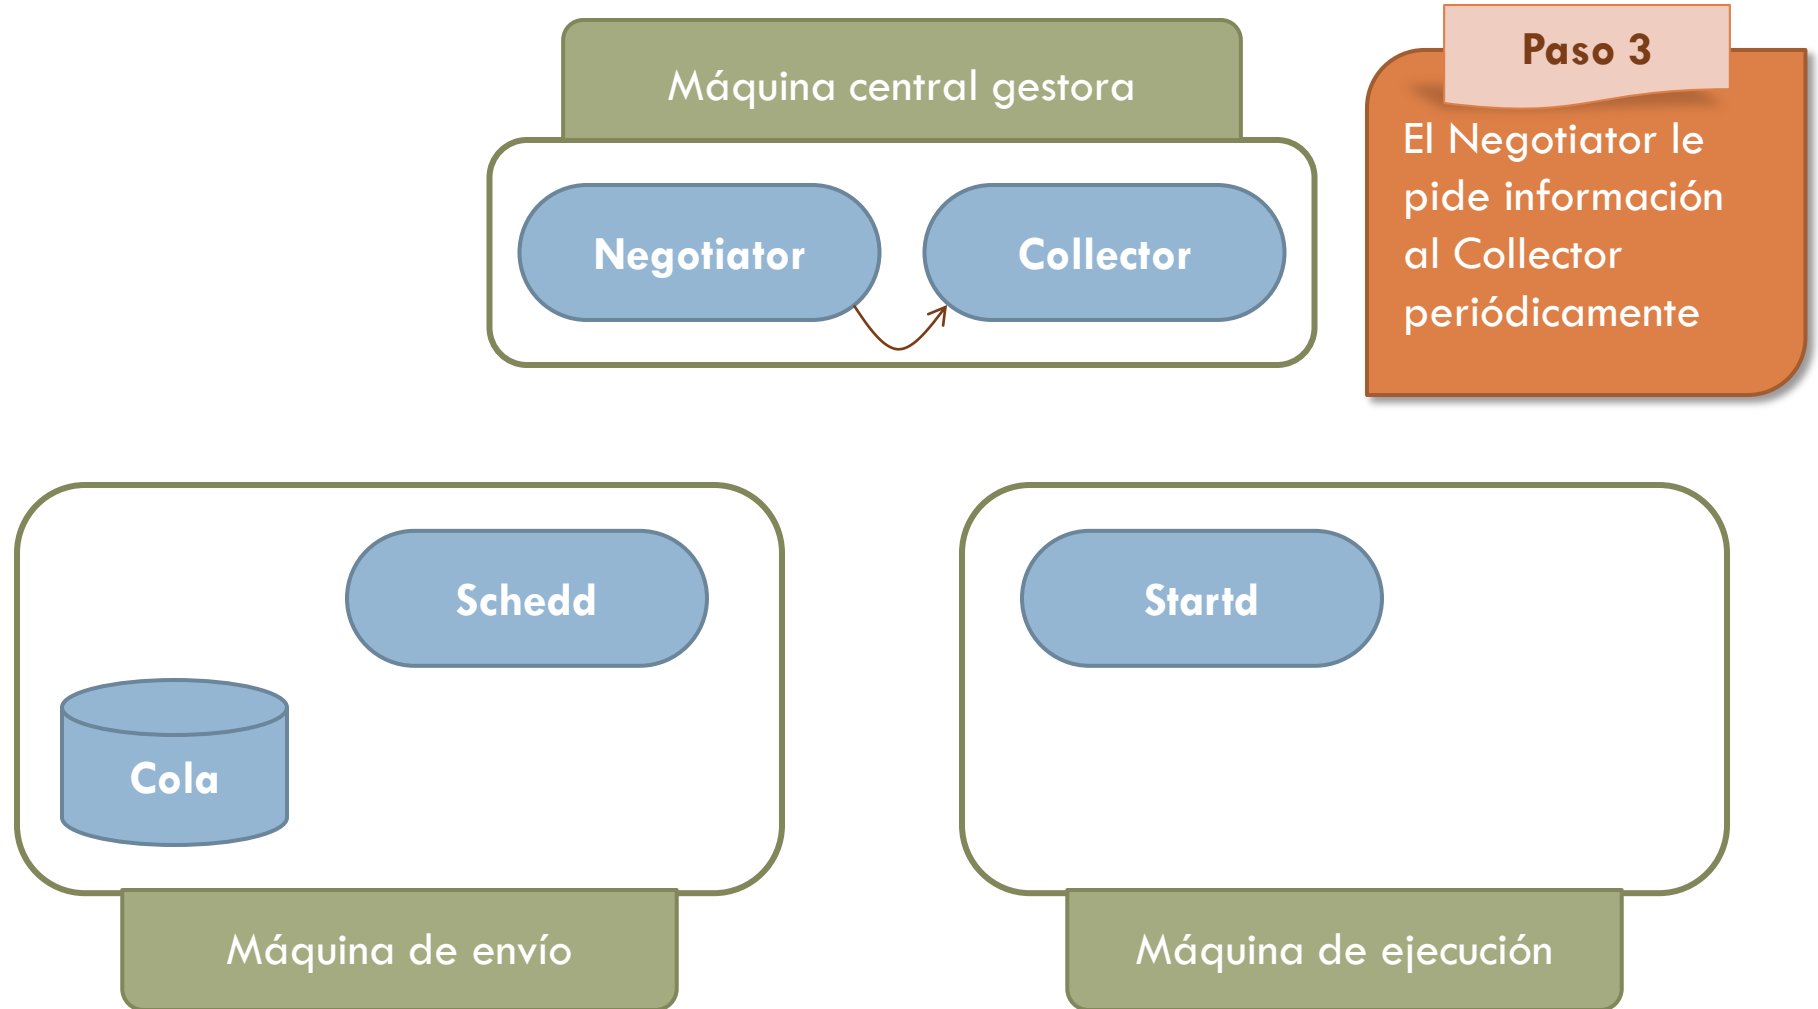 Máquina central gestora
Negotiator
Collector
Paso 3
El Negotiator le
pide información
al Collector
periódicamente
Schedd
Cola
Máquina de envío
Startd
Máquina de ejecución